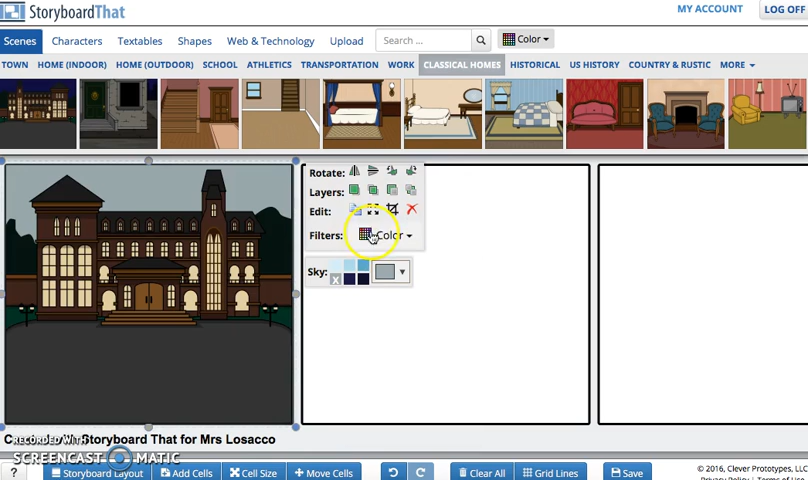 StoryboardThat
MY ACCOUNT
LOG OFF
Scenes Characters Textables Shapes Web & Technology Upload Search ... Color
TOWN HOME (INDOOR) HOME (OUTDOOR) SCHOOL ATHLETICS TRANSPORTATION WORK CLASSICAL HOMES HISTORICAL US HISTORY COUNTRY & RUSTIC MORE
Rotate:
Layers:
Edit:
Filters: Color
Sky:
Storyboard That for Mrs Losacco
RECORDED WITH
SCREENCAST MATIC
? Storyboard Layout Add Cells Cell Size Move Cells Clear All Grid Lines Save
© 2016, Clever Prototypes, LLC